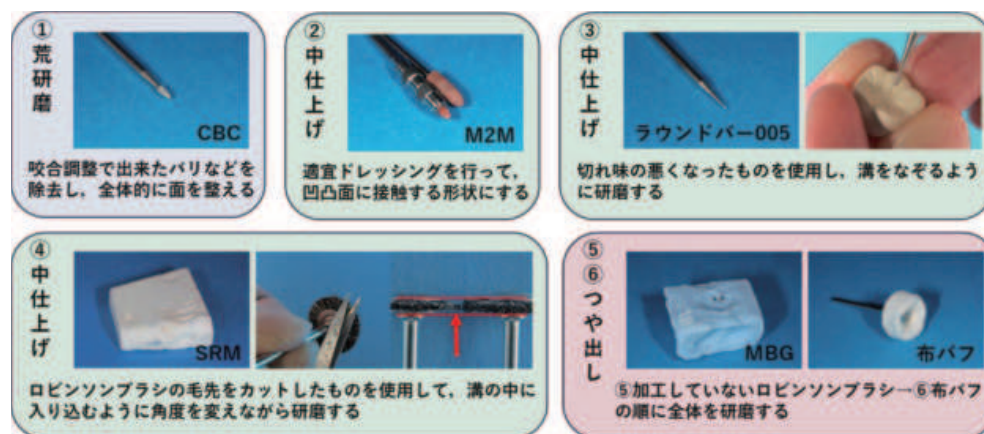 ①荒研磨
CBC
咬合調整で出来たバリなどを
除去し，全体的に面を整える
②中仕上げ
M2M
適宜ドレッシングを行って，
凹凸面に接触する形状にする
③中仕上げ
ラウンドバー005
切れ味の悪くなったものを使用し，溝をなぞるよう
に研磨する
④中仕上げ
SRM
ロビンソンブラシの毛先をカットしたものを使用して，溝の中に
入り込むように角度を変えながら研磨する
⑤⑥つや出し
MBG
布バフ
⑤加工していないロビンソンブラシ→⑥布バフ
の順に全体を研磨する